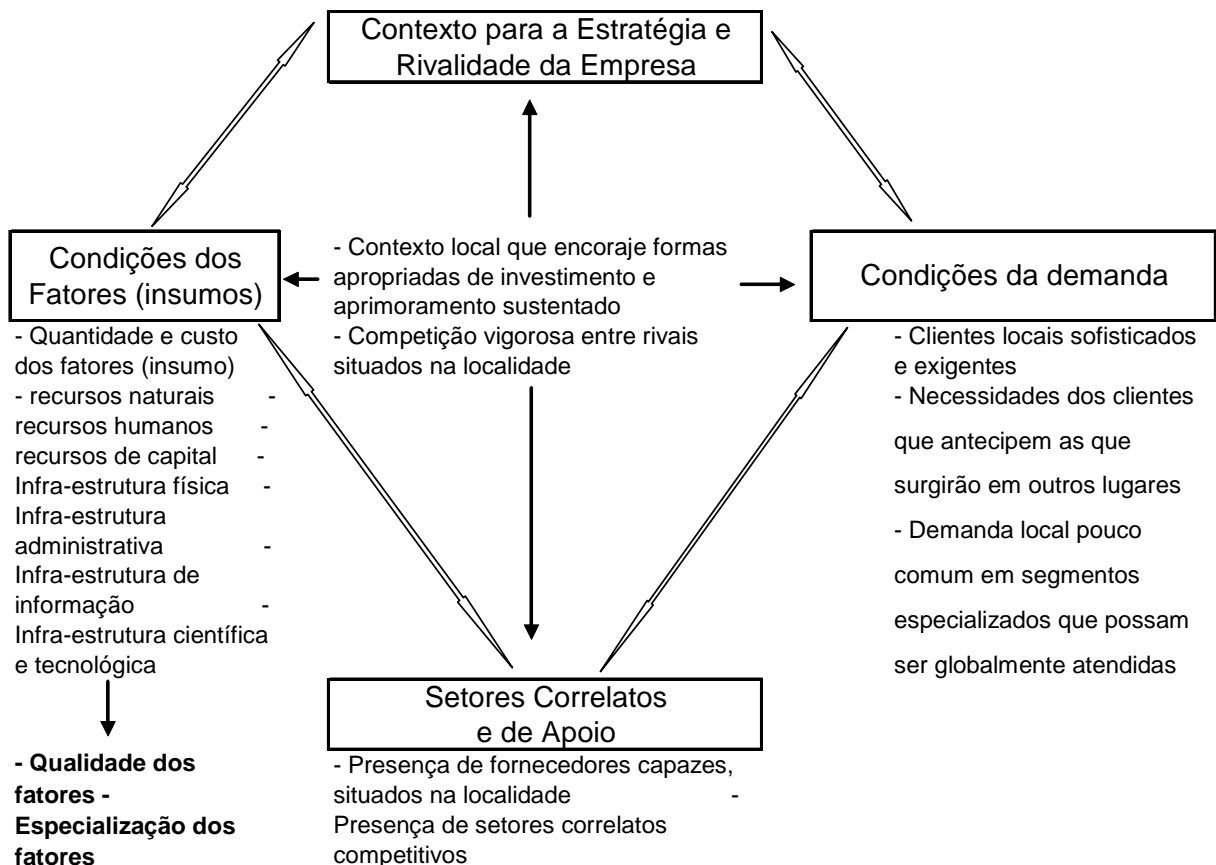 Contexto para a Estratégia e
Rivalidade da Empresa
Condições dos
Fatores (insumos)
- Quantidade e custo
dos fatores (insumo)
- recursos naturais -
recursos humanos -
recursos de capital -
Infra-estrutura física -
Infra-estrutura
administrativa -
Infra-estrutura de
informação -
Infra-estrutura científica
e tecnológica
- Qualidade dos
fatores -
Especialização dos
fatores
- Contexto local que encoraje formas
apropriadas de investimento e
aprimoramento sustentado
- Competição vigorosa entre rivais
situados na localidade
Condições da demanda
- Clientes locais sofisticados
e exigentes
- Necessidades dos clientes
que antecipem as que
surgirão em outros lugares
- Demanda local pouco
comum em segmentos
especializados que possam
ser globalmente atendidas
Setores Correlatos
e de Apoio
- Presença de fornecedores capazes,
situados na localidade -
Presença de setores correlatos
competitivos